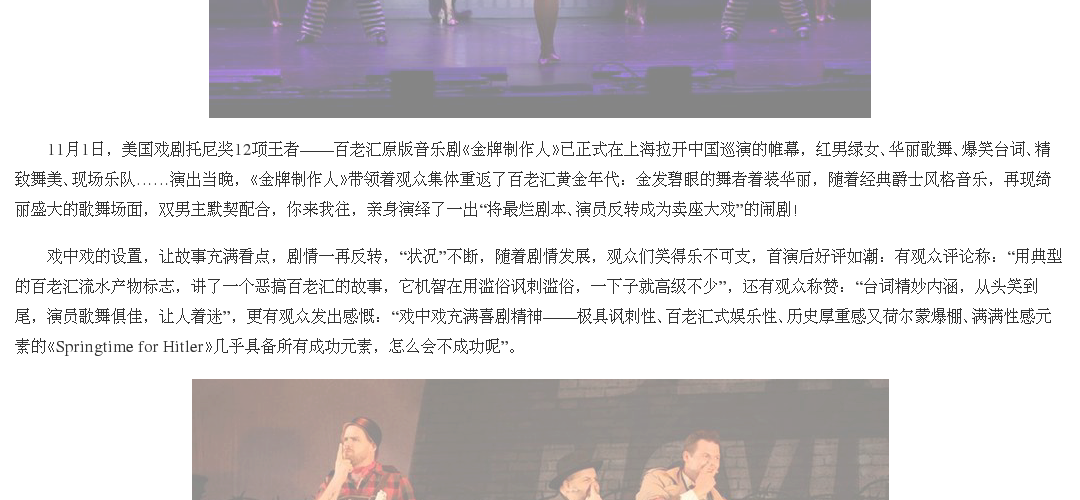 11月1日，美国戏剧托尼奖12项王者——百老汇原版音乐剧《金牌制作人》已正式在上海拉开中国巡演的帷幕，红男绿女、华丽歌舞、爆笑台词、精
致舞美、现场乐队……演出当晚，《金牌制作人》带领着观众集体重返了百老汇黄金年代：金发碧眼的舞者着装华丽，随着经典爵士风格音乐，再现绮
丽盛大的歌舞场面，双男主默契配合，你来我往，亲身演绎了一出“将最烂剧本、演员反转成为卖座大戏”的闹剧！
戏中戏的设置，让故事充满看点，剧情一再反转，“状况”不断，随着剧情发展，观众们笑得乐不可支，首演后好评如潮：有观众评论称：“用典型
的百老汇流水产物标志，讲了一个恶搞百老汇的故事，它机智在用滥俗讽刺滥俗，一下子就高级不少”，还有观众称赞：“台词精妙内涵，从头笑到
尾，演员歌舞俱佳，让人着迷”，更有观众发出感慨：“戏中戏充满喜剧精神——极具讽刺性、百老汇式娱乐性、历史厚重感又荷尔蒙爆棚、满满性感元
素的《Springtime for Hitler》几乎具备所有成功元素，怎么会不成功呢”。